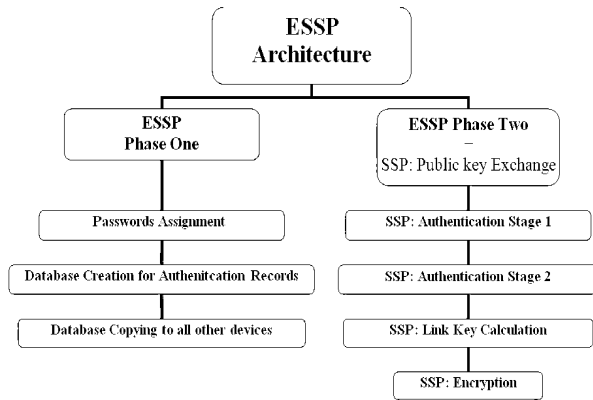 ESSP
Architecture
ESSP
Phase One
Passwords Assignment
Database Creation for Authenitcation Records
Database Copying to all other devices
ESSP Phase Two
–
SSP: Public key Exchange
SSP: Authentication Stage 1
SSP: Authentication Stage 2
SSP: Link Key Calculation
SSP: Encryption